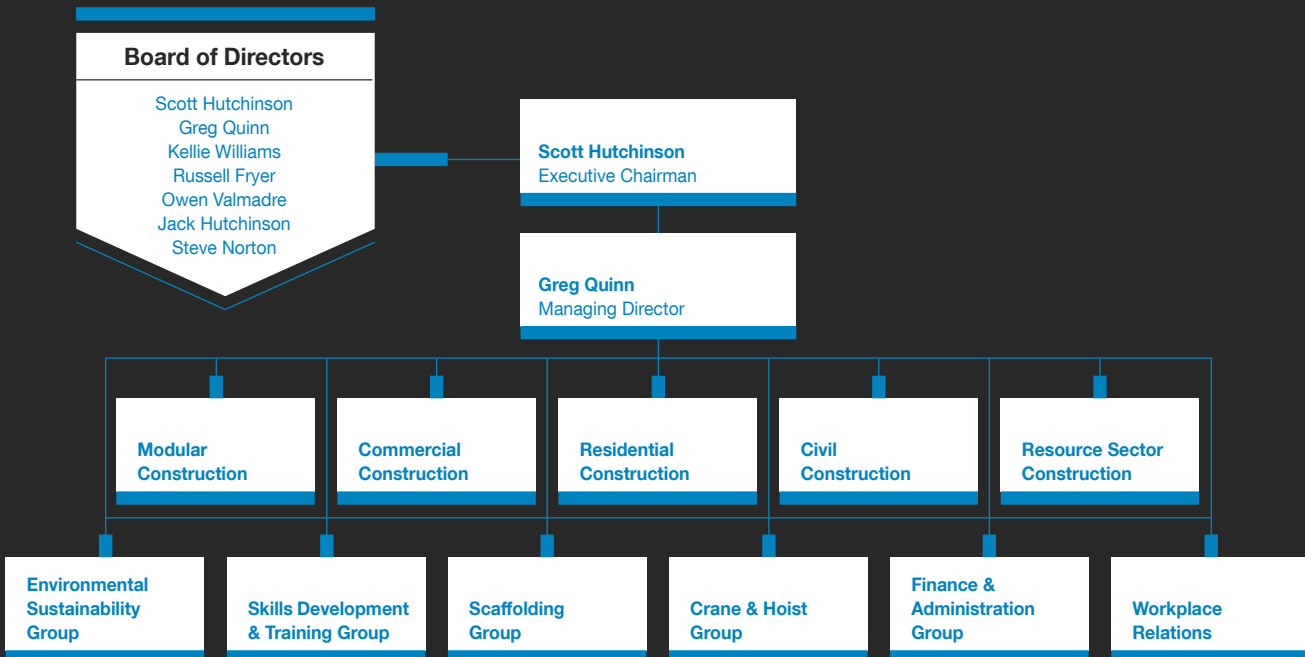 Board of Directors
Scott Hutchinson
Greg Quinn
Kellie Williams
Russell Fryer
Owen Valmadre
Jack Hutchinson
Steve Norton
Scott Hutchinson
Executive Chairman
Greg Quinn
Managing Director
Modular
Construction
Commercial
Construction
Residential
Construction
Civil
Construction
Resource Sector
Construction
Environmental
Sustainability
Group
Skills Development
& Training Group
Scaffolding
Group
Crane & Hoist
Group
Finance &
Administration
Group
Workplace
Relations